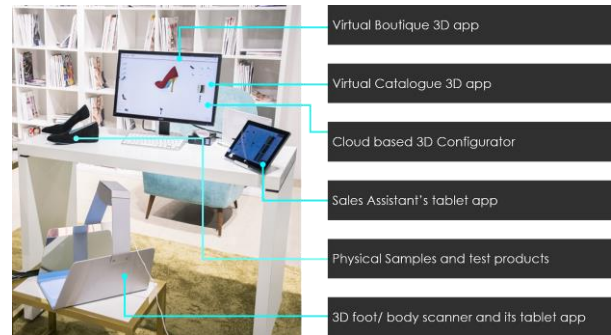 Virtual Boutique 3D app
Virtual Catalogue 3D app
Cloud based 3D Configurator
Sales Assistant's tablet app
Physical Samples and test products
3D foot/ body scanner and its tablet app